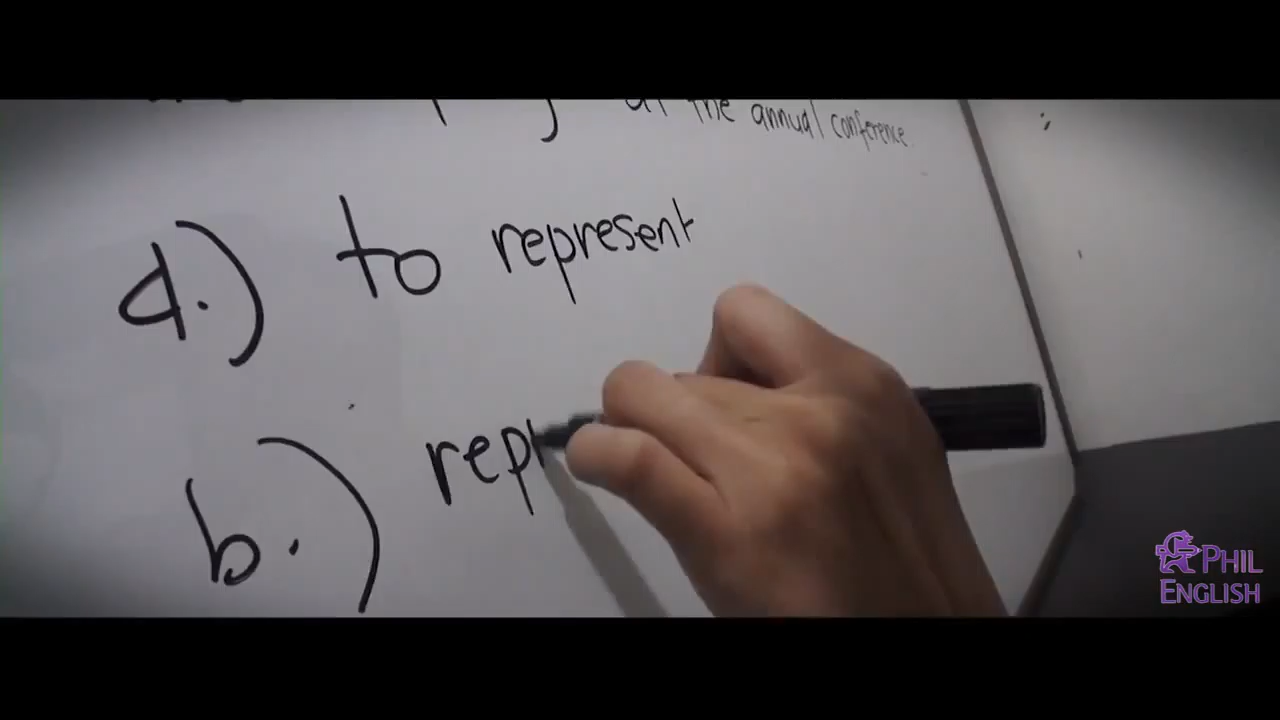 at the annual conference
a.) to represent
b.) rep
PHIL
ENGLISH